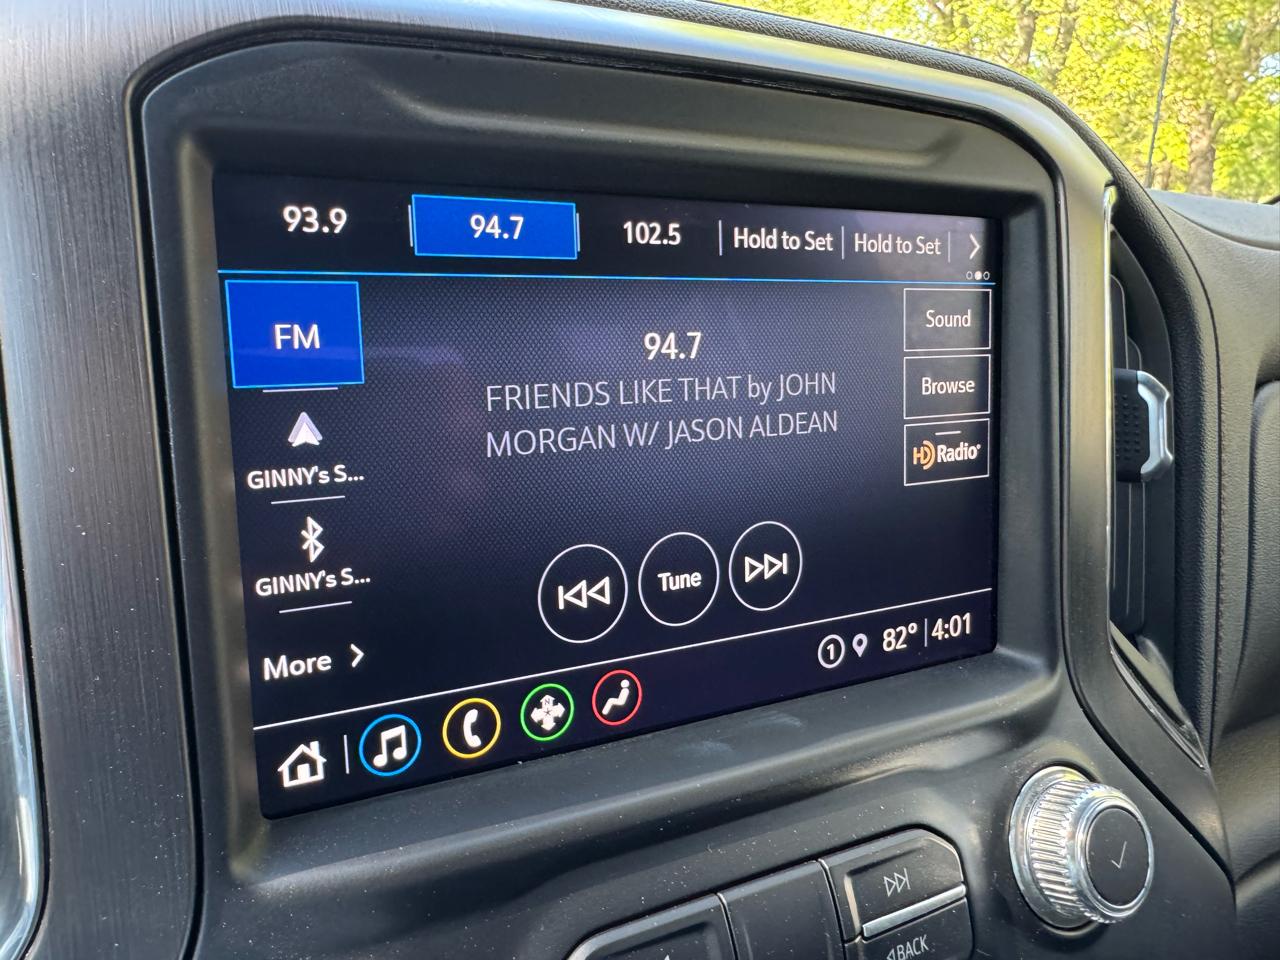 93.9
94.7
102.5
Hold to Set
Hold to Set
FM
94.7
FRIENDS LIKE THAT by JOHN
MORGAN W/ JASON ALDEAN
Sound
Browse
HD Radio®
GINNY's S...
GINNY's S...
More
Tune
1
82° 4:01
N
BACK